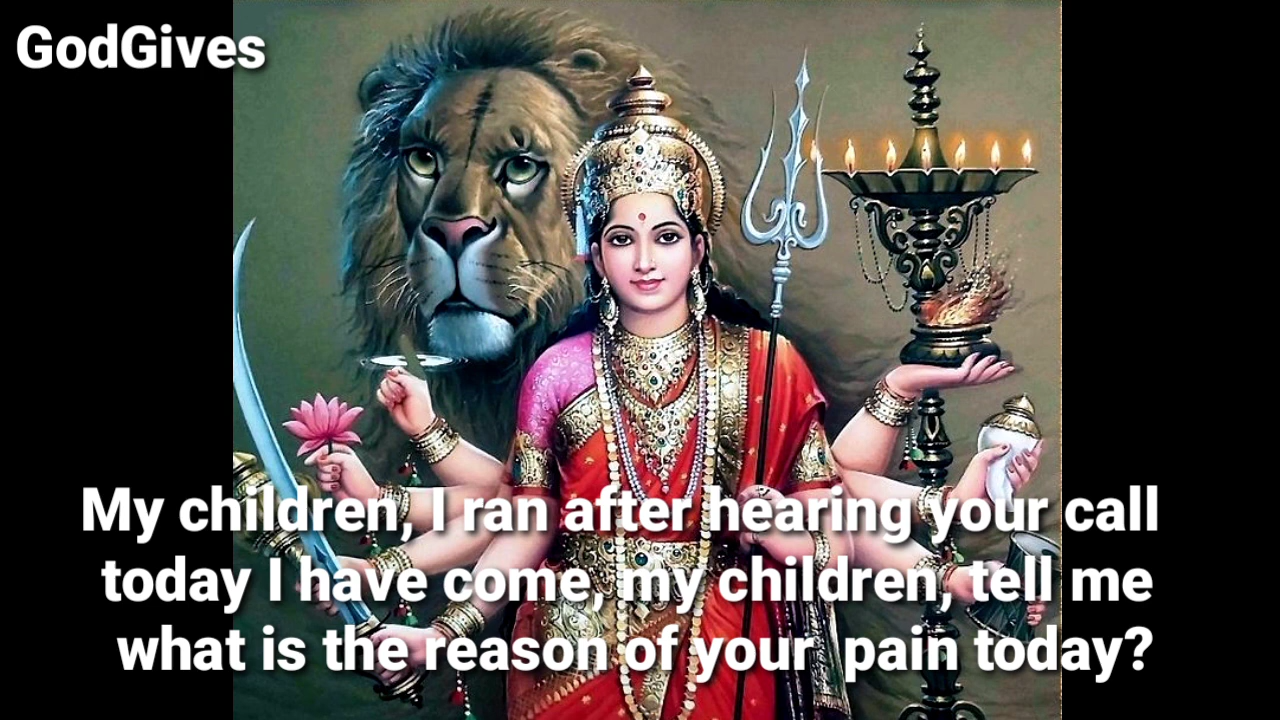 GodGives
My children, I ran after hearing your call
today I have come, my children, tell me
what is the reason of your pain today?